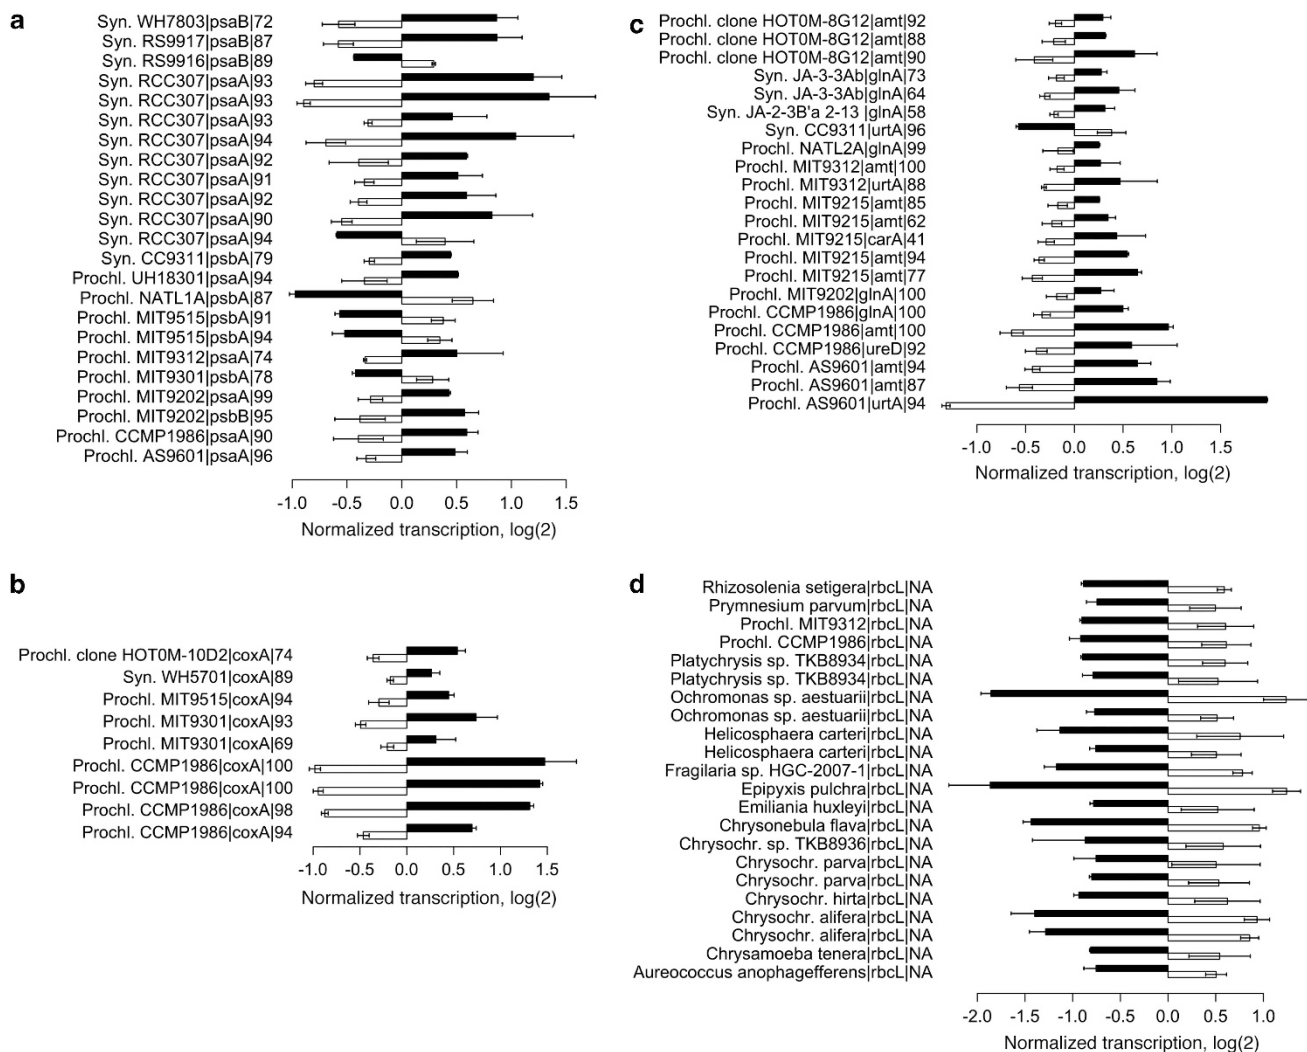 a
Syn. WH7803|psaB|72
Syn. RS9917|psaB|87
Syn. RS9916|psaB|89
Syn. RCC307|psaA|93
Syn. RCC307|psaA|93
Syn. RCC307|psaA|93
Syn. RCC307|psaA|94
Syn. RCC307|psaA|92
Syn. RCC307|psaA|91
Syn. RCC307|psaA|92
Syn. RCC307|psaA|90
Syn. RCC307|psaA|94
Syn. CC9311|psbA|79
Prochl. UH18301|psaA|94
Prochl. NATL1A|psbA|87
Prochl. MIT9515|psbA|91
Prochl. MIT9515|psbA|94
Prochl. MIT9312|psaA|74
Prochl. MIT9301|psbA|78
Prochl. MIT9202|psaA|99
Prochl. MIT9202|psbB|95
Prochl. CCMP1986|psaA|90
Prochl. AS9601|psaA|96
-1.0 -0.5 0.0 0.5 1.0 1.5
Normalized transcription, log(2)
b
Prochl. clone HOT0M-10D2|coxA|74
Syn. WH5701|coxA|89
Prochl. MIT9515|coxA|94
Prochl. MIT9301|coxA|93
Prochl. MIT9301|coxA|69
Prochl. CCMP1986|coxA|100
Prochl. CCMP1986|coxA|100
Prochl. CCMP1986|coxA|98
Prochl. CCMP1986|coxA|94
-1.0 -0.5 0.0 0.5 1.0 1.5
Normalized transcription, log(2)
c
Prochl. clone HOT0M-8G12|amt|92
Prochl. clone HOT0M-8G12|amt|88
Prochl. clone HOT0M-8G12|amt|90
Syn. JA-3-3Ab|glnA|73
Syn. JA-3-3Ab|glnA|64
Syn. JA-2-3B'a 2-13 |glnA|58
Syn. CC9311|urtA|96
Prochl. NATL2A|glnA|99
Prochl. MIT9312|amt|100
Prochl. MIT9312|urtA|88
Prochl. MIT9215|amt|85
Prochl. MIT9215|amt|62
Prochl. MIT9215|carA|41
Prochl. MIT9215|amt|94
Prochl. MIT9215|amt|77
Prochl. MIT9202|glnA|100
Prochl. CCMP1986|glnA|100
Prochl. CCMP1986|amt|100
Prochl. CCMP1986|ureD|92
Prochl. AS9601|amt|94
Prochl. AS9601|amt|87
Prochl. AS9601|urtA|94
-1.0 -0.5 0.0 0.5 1.0 1.5
Normalized transcription, log(2)
d
Rhizosolenia setigera|rbcL|NA
Prymnesium parvum|rbcL|NA
Prochl. MIT9312|rbcL|NA
Prochl. CCMP1986|rbcL|NA
Platychrysis sp. TKB8934|rbcL|NA
Platychrysis sp. TKB8934|rbcL|NA
Ochromonas sp. aestuarii|rbcL|NA
Ochromonas sp. aestuarii|rbcL|NA
Helicosphaera carteri|rbcL|NA
Helicosphaera carteri|rbcL|NA
Fragilaria sp. HGC-2007-1|rbcL|NA
Epipyxis pulchra|rbcL|NA
Emiliania huxleyi|rbcL|NA
Chrysonebula flava|rbcL|NA
Chrysochr. sp. TKB8936|rbcL|NA
Chrysochr. parva|rbcL|NA
Chrysochr. parva|rbcL|NA
Chrysochr. hirta|rbcL|NA
Chrysochr. alifera|rbcL|NA
Chrysochr. alifera|rbcL|NA
Chrysamoeba tenera|rbcL|NA
Aureococcus anophagefferens|rbcL|NA
-2.0 -1.5 -1.0 -0.5 0.0 0.5 1.0
Normalized transcription, log(2)